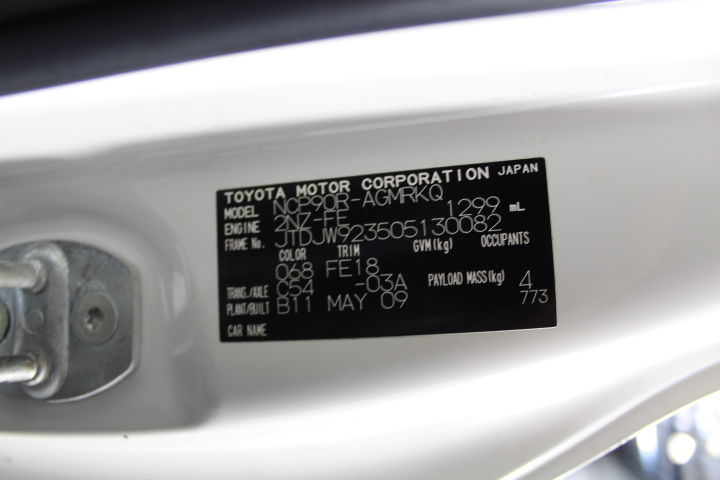 TOYOTA MOTOR CORPORATION JAPAN
MODEL NCP90R-AGMRKQ
ENGINE 2NZ-FE 1299 mL
FRAME No. JTDJW923505130082
COLOR TRIM GVM(kg) OCCUPANTS
068 FE18
TRANS./AXLE C54 -03A PAYLOAD MASS(kg) 4
PLANT/BUILT B11 MAY 09 773
CAR NAME